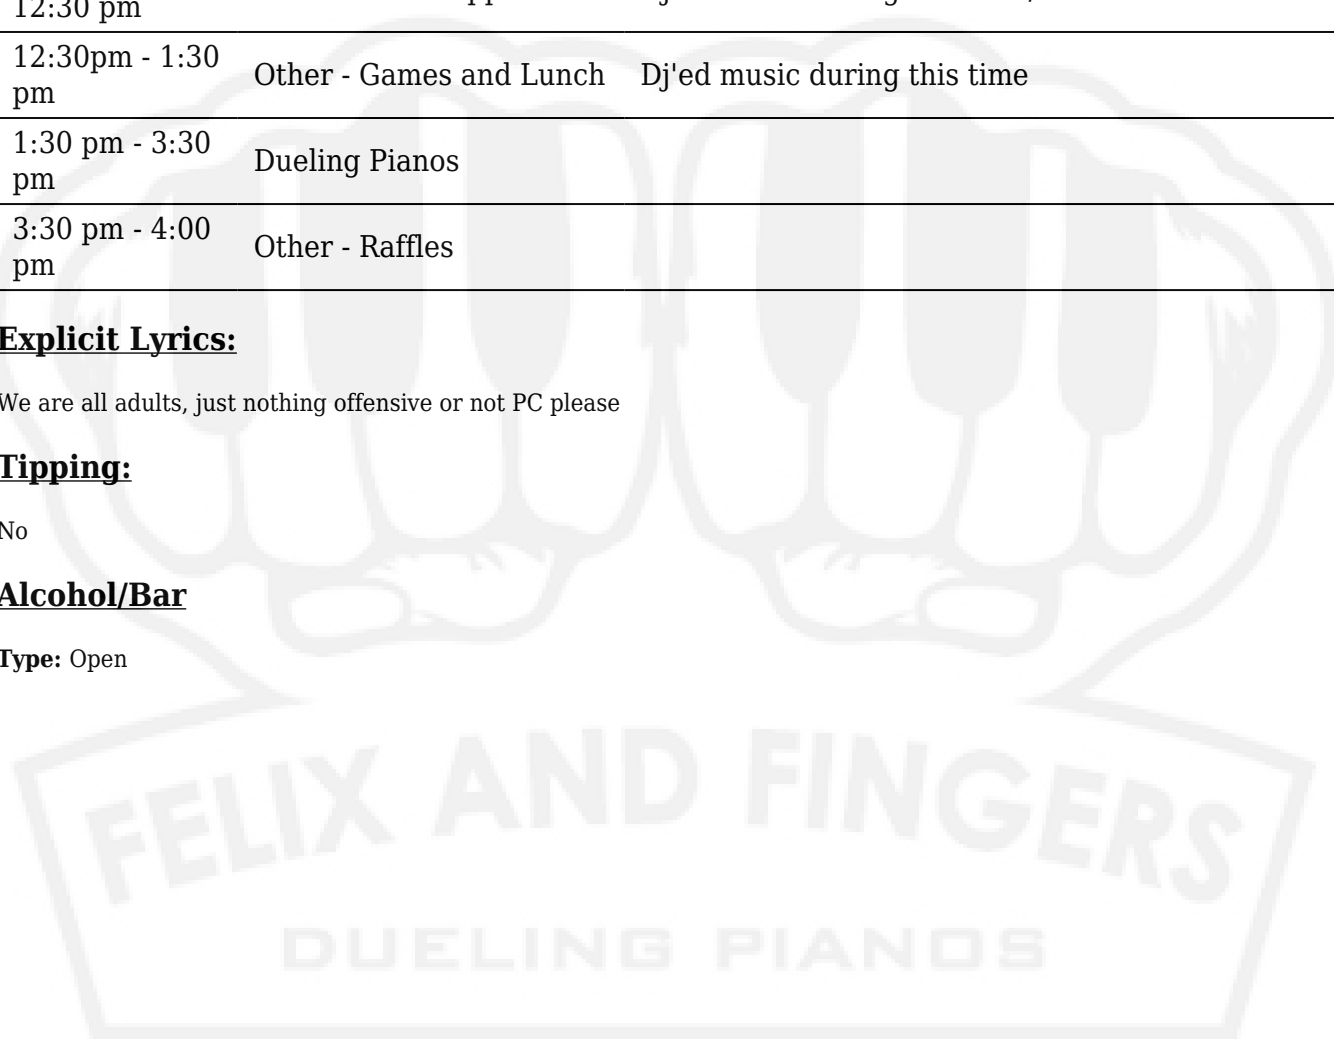 12:30 pm
12:30pm - 1:30
pm
Other - Games and Lunch
Dj'ed music during this time
1:30 pm - 3:30
pm
Dueling Pianos
3:30 pm - 4:00
pm
Other - Raffles
Explicit Lyrics:
We are all adults, just nothing offensive or not PC please
Tipping:
No
Alcohol/Bar
Type: Open
FELIX AND FINGERS
DUELING PIANOS